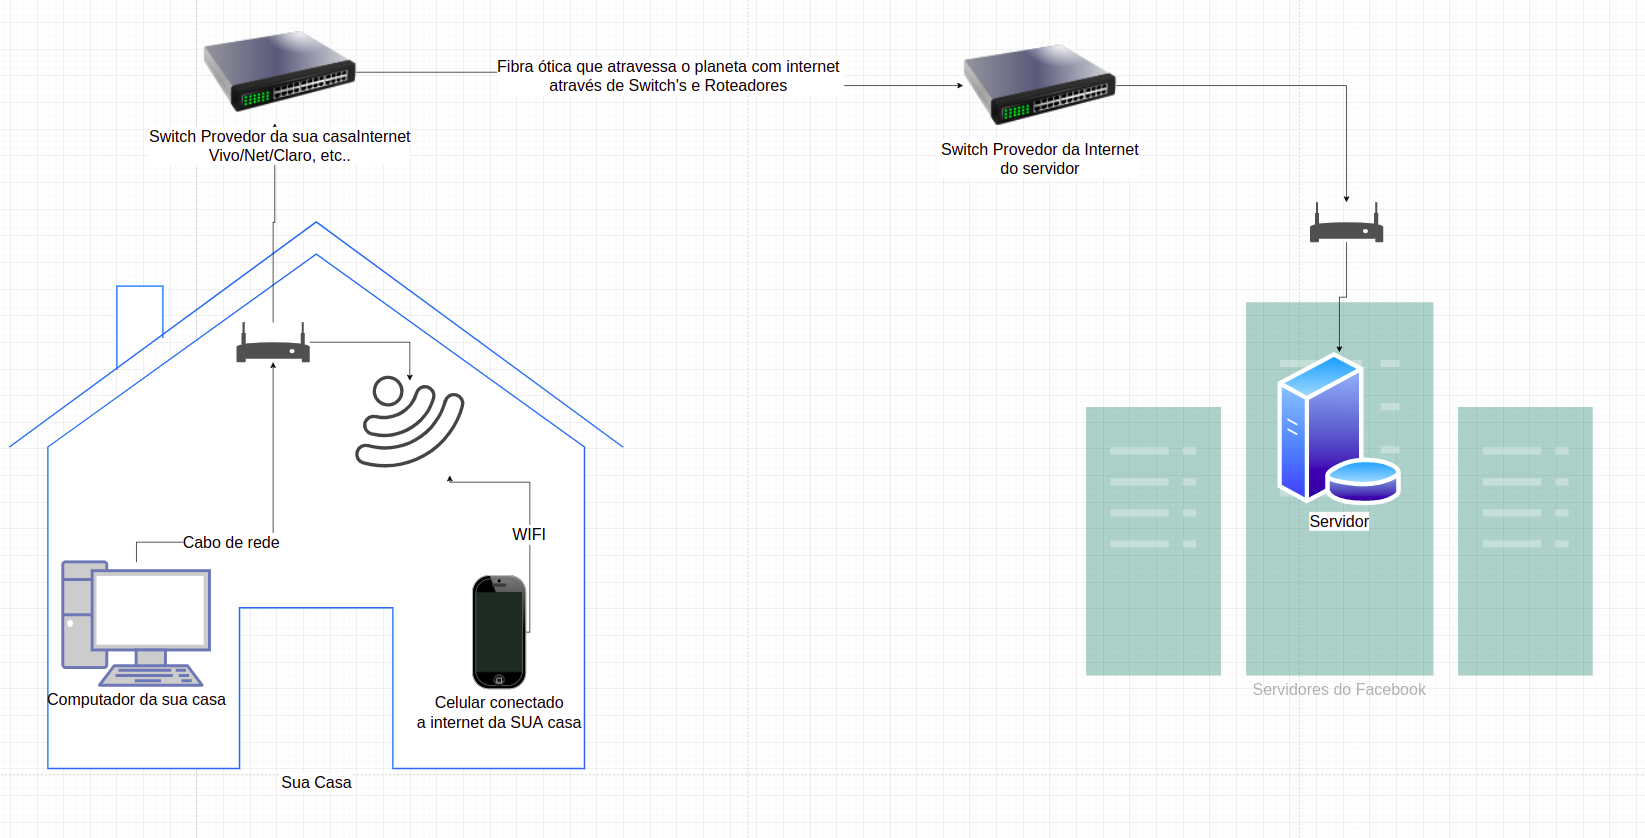 Fibra ótica que atravessa o planeta com internet
através de Switch's e Roteadores
Switch Provedor da sua casaInternet
Vivo/Net/Claro, etc..
Switch Provedor da Internet
do servidor
Cabo de rede
WIFI
Servidor
Computador da sua casa
Celular conectado
a internet da SUA casa
Servidores do Facebook
Sua Casa